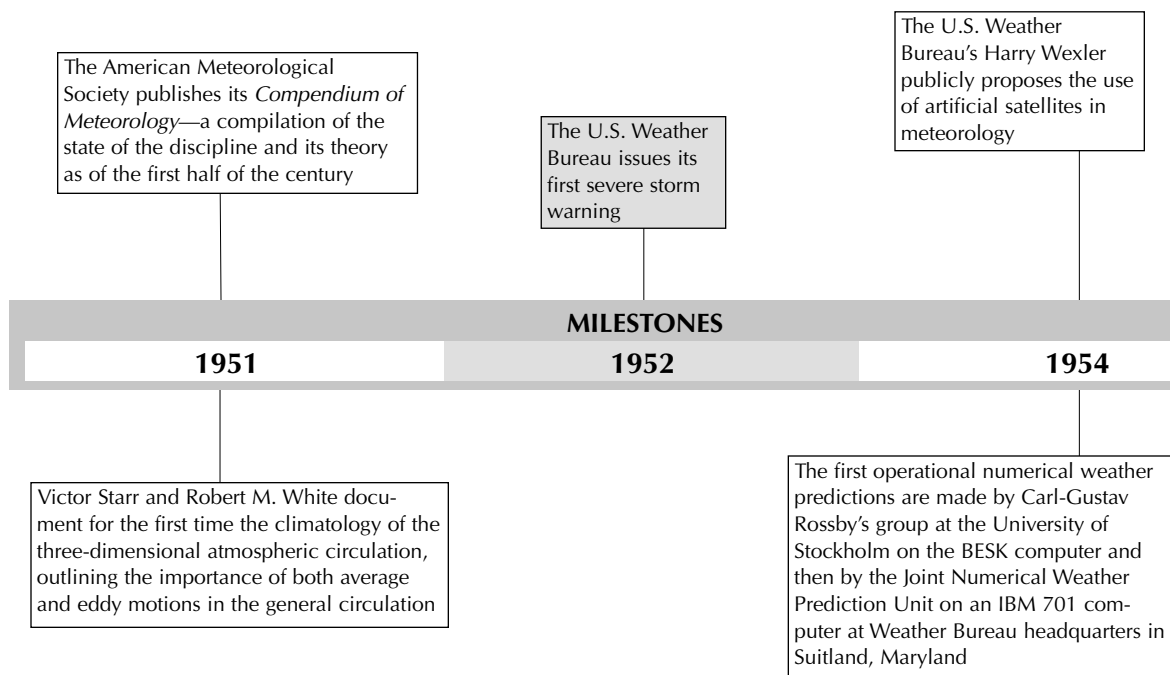 The American Meteorological
Society publishes its Compendium of
Meteorology—a compilation of the
state of the discipline and its theory
as of the first half of the century
The U.S. Weather
Bureau issues its
first severe storm
warning
The U.S. Weather
Bureau’s Harry Wexler
publicly proposes the use
of artificial satellites in
meteorology
MILESTONES
1951
1952
1954
Victor Starr and Robert M. White docu-
ment for the first time the climatology of the
three-dimensional atmospheric circulation,
outlining the importance of both average
and eddy motions in the general circulation
The first operational numerical weather
predictions are made by Carl-Gustav
Rossby’s group at the University of
Stockholm on the BESK computer and
then by the Joint Numerical Weather
Prediction Unit on an IBM 701 com-
puter at Weather Bureau headquarters in
Suitland, Maryland